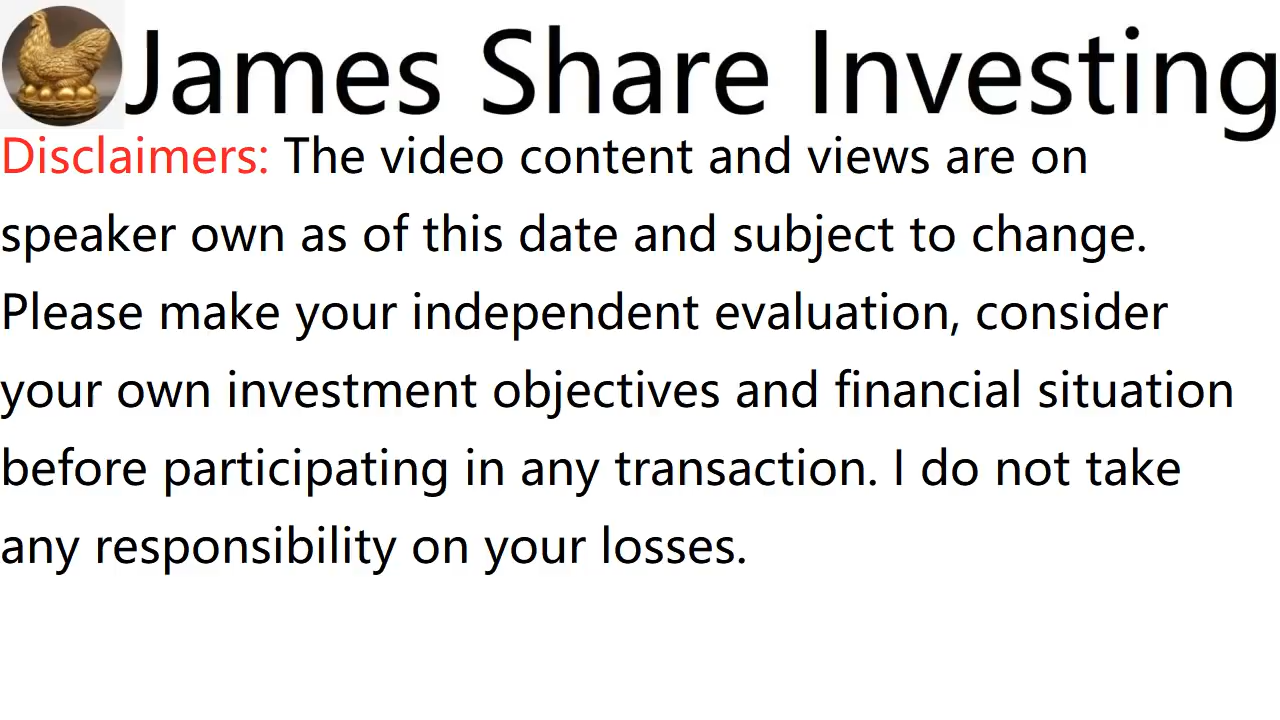 James Share Investing
Disclaimers: The video content and views are on
speaker own as of this date and subject to change.
Please make your independent evaluation, consider
your own investment objectives and financial situation
before participating in any transaction. I do not take
any responsibility on your losses.